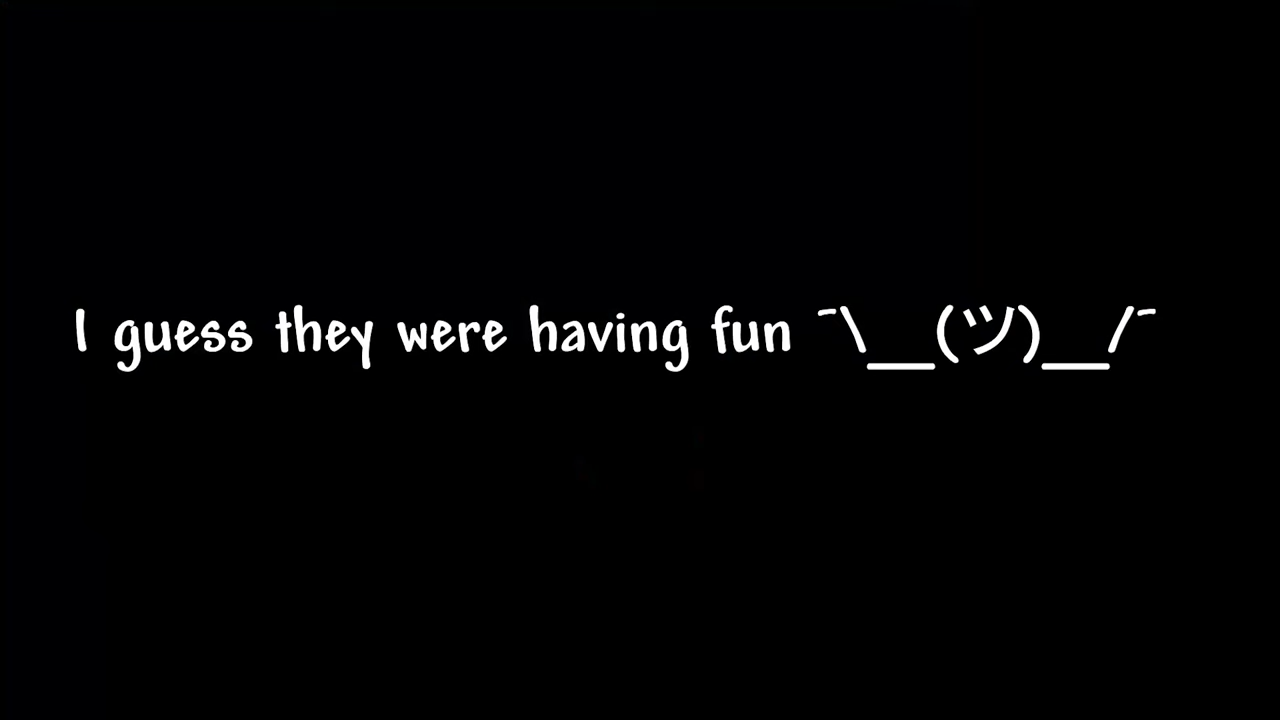 I guess they were having fun ¯\__(ツ)__/¯